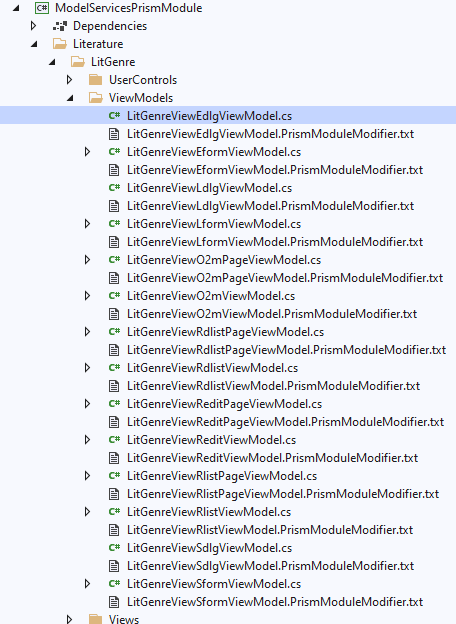 C# ModelServicesPrismModule
Dependencies
Literature
LitGenre
UserControls
ViewModels
C# LitGenreViewEdlgViewModel.cs
LitGenreViewEdlgViewModel.PrismModuleModifier.txt
C# LitGenreViewEformViewModel.cs
LitGenreViewEformViewModel.PrismModuleModifier.txt
C# LitGenreViewLdlgViewModel.cs
LitGenreViewLdlgViewModel.PrismModuleModifier.txt
C# LitGenreViewLformViewModel.cs
LitGenreViewLformViewModel.PrismModuleModifier.txt
C# LitGenreViewO2mPageViewModel.cs
LitGenreViewO2mPageViewModel.PrismModuleModifier.txt
C# LitGenreViewO2mViewModel.cs
LitGenreViewO2mViewModel.PrismModuleModifier.txt
C# LitGenreViewRdlistPageViewModel.cs
LitGenreViewRdlistPageViewModel.PrismModuleModifier.txt
C# LitGenreViewRdlistViewModel.cs
LitGenreViewRdlistViewModel.PrismModuleModifier.txt
C# LitGenreViewReditPageViewModel.cs
LitGenreViewReditPageViewModel.PrismModuleModifier.txt
C# LitGenreViewReditViewModel.cs
LitGenreViewReditViewModel.PrismModuleModifier.txt
C# LitGenreViewRlistPageViewModel.cs
LitGenreViewRlistPageViewModel.PrismModuleModifier.txt
C# LitGenreViewRlistViewModel.cs
LitGenreViewRlistViewModel.PrismModuleModifier.txt
C# LitGenreViewSdlgViewModel.cs
LitGenreViewSdlgViewModel.PrismModuleModifier.txt
C# LitGenreViewSformViewModel.cs
LitGenreViewSformViewModel.PrismModuleModifier.txt
Views